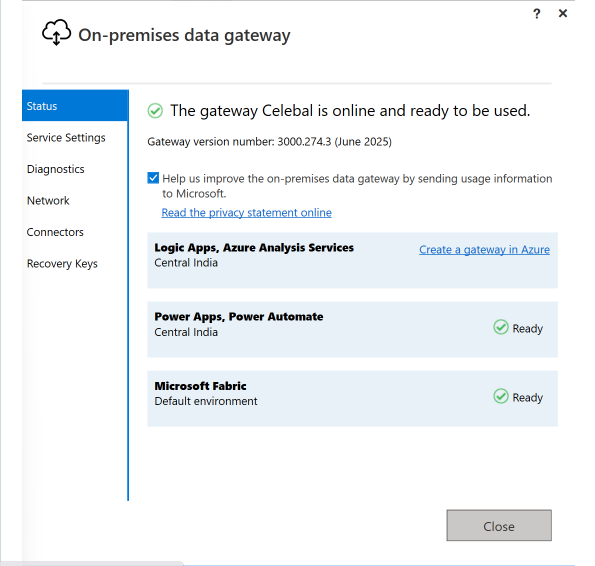 ? ×
On-premises data gateway
Status
Service Settings
Diagnostics
Network
Connectors
Recovery Keys
The gateway Celebal is online and ready to be used.
Gateway version number: 3000.274.3 (June 2025)
Help us improve the on-premises data gateway by sending usage information
to Microsoft.
Read the privacy statement online
Logic Apps, Azure Analysis Services
Central India
Create a gateway in Azure
Power Apps, Power Automate
Central India
Ready
Microsoft Fabric
Default environment
Ready
Close